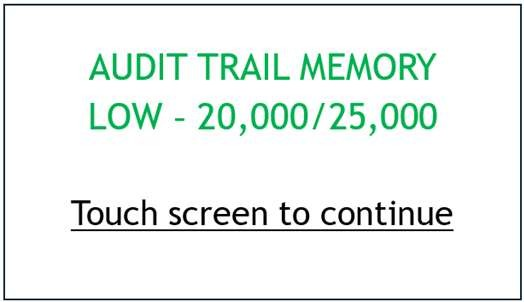 AUDIT TRAIL MEMORY
LOW – 20,000/25,000
Touch screen to continue